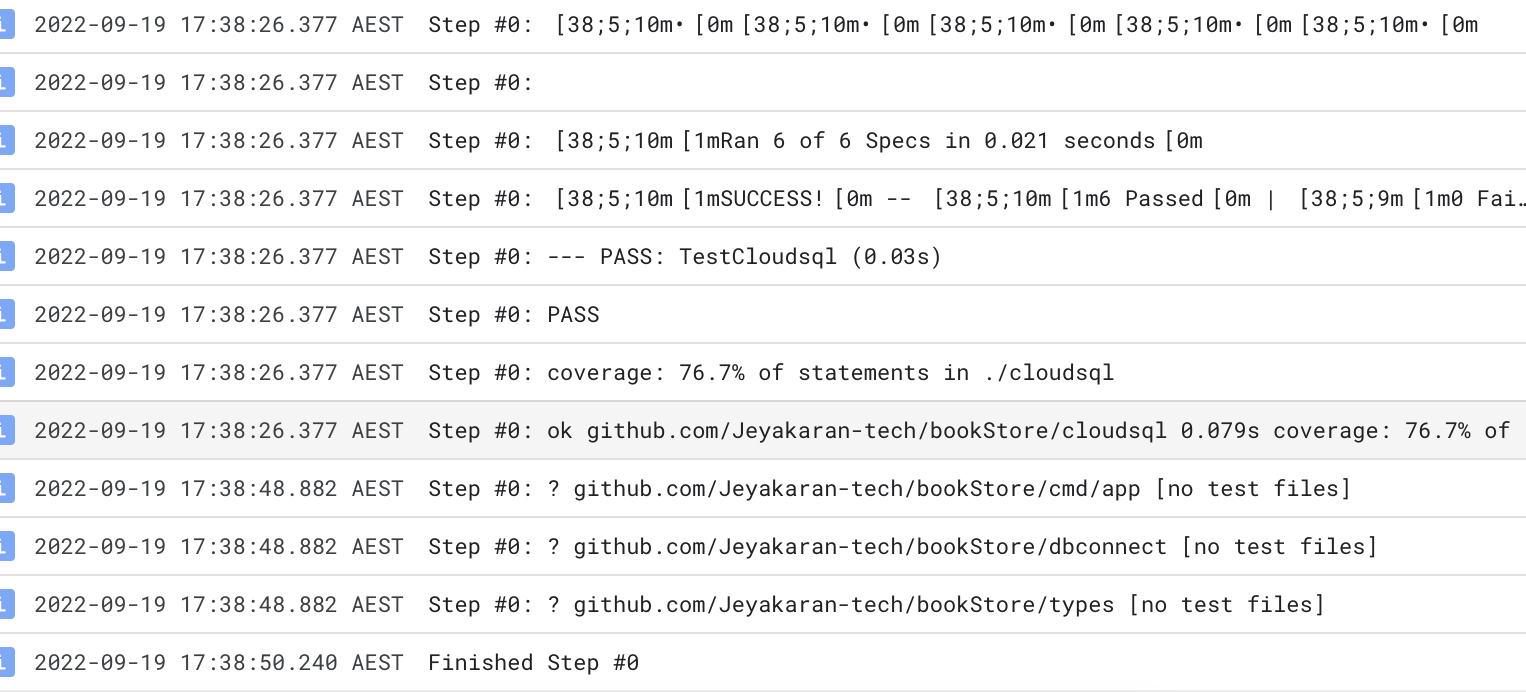 i 2022-09-19 17:38:26.377 AEST Step #0: [38;5;10m• [0m [38;5;10m• [0m [38;5;10m• [0m [38;5;10m• [0m [38;5;10m• [0m
i 2022-09-19 17:38:26.377 AEST Step #0:
i 2022-09-19 17:38:26.377 AEST Step #0: [38;5;10m [1mRan 6 of 6 Specs in 0.021 seconds [0m
i 2022-09-19 17:38:26.377 AEST Step #0: [38;5;10m [1mSUCCESS! [0m -- [38;5;10m [1m6 Passed [0m | [38;5;9m [1m0 Fai…
i 2022-09-19 17:38:26.377 AEST Step #0: --- PASS: TestCloudsql (0.03s)
i 2022-09-19 17:38:26.377 AEST Step #0: PASS
i 2022-09-19 17:38:26.377 AEST Step #0: coverage: 76.7% of statements in ./cloudsql
i 2022-09-19 17:38:26.377 AEST Step #0: ok github.com/Jeyakaran-tech/bookStore/cloudsql 0.079s coverage: 76.7% of
i 2022-09-19 17:38:48.882 AEST Step #0: ? github.com/Jeyakaran-tech/bookStore/cmd/app [no test files]
i 2022-09-19 17:38:48.882 AEST Step #0: ? github.com/Jeyakaran-tech/bookStore/dbconnect [no test files]
i 2022-09-19 17:38:48.882 AEST Step #0: ? github.com/Jeyakaran-tech/bookStore/types [no test files]
i 2022-09-19 17:38:50.240 AEST Finished Step #0